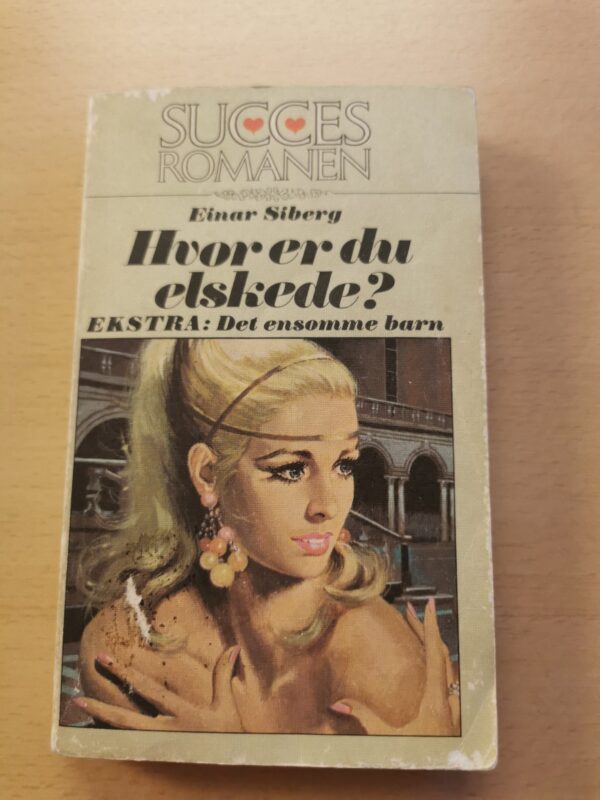 SUCCES
ROMANEN
Einar Siberg
Hvor er du
elskede?
EKSTRA: Det ensomme barn